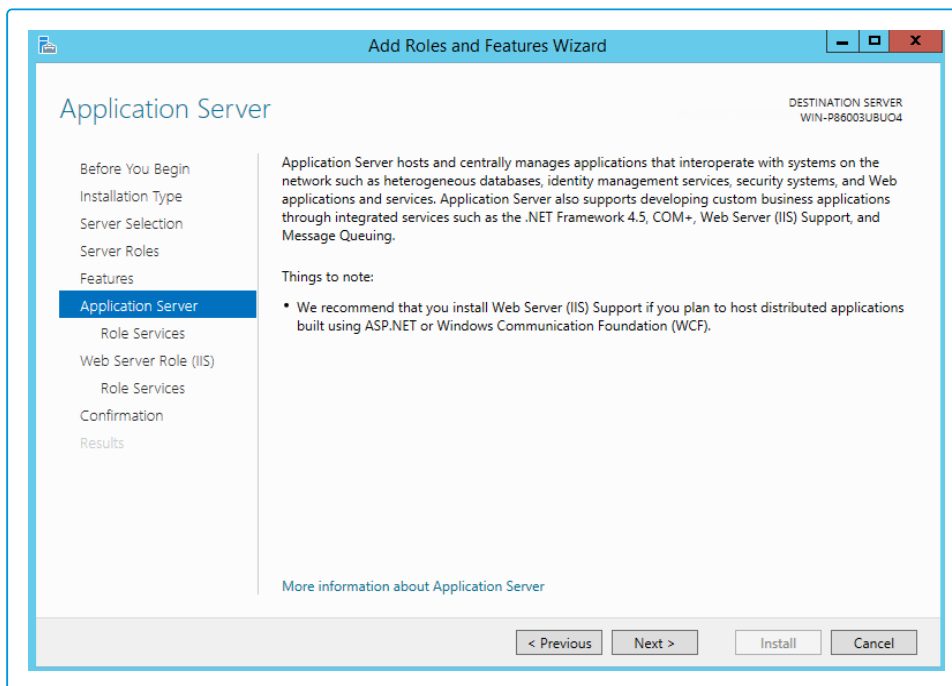 Add Roles and Features Wizard
Application Server
DESTINATION SERVER
WIN-P86003UBUO4
Before You Begin
Installation Type
Server Selection
Server Roles
Features
Application Server
Role Services
Web Server Role (IIS)
Role Services
Confirmation
Results
Application Server hosts and centrally manages applications that interoperate with systems on the
network such as heterogeneous databases, identity management services, security systems, and Web
applications and services. Application Server also supports developing custom business applications
through integrated services such as the .NET Framework 4.5, COM+, Web Server (IIS) Support, and
Message Queuing.
Things to note:
• We recommend that you install Web Server (IIS) Support if you plan to host distributed applications
built using ASP.NET or Windows Communication Foundation (WCF).
More information about Application Server
< Previous
Next >
Install
Cancel